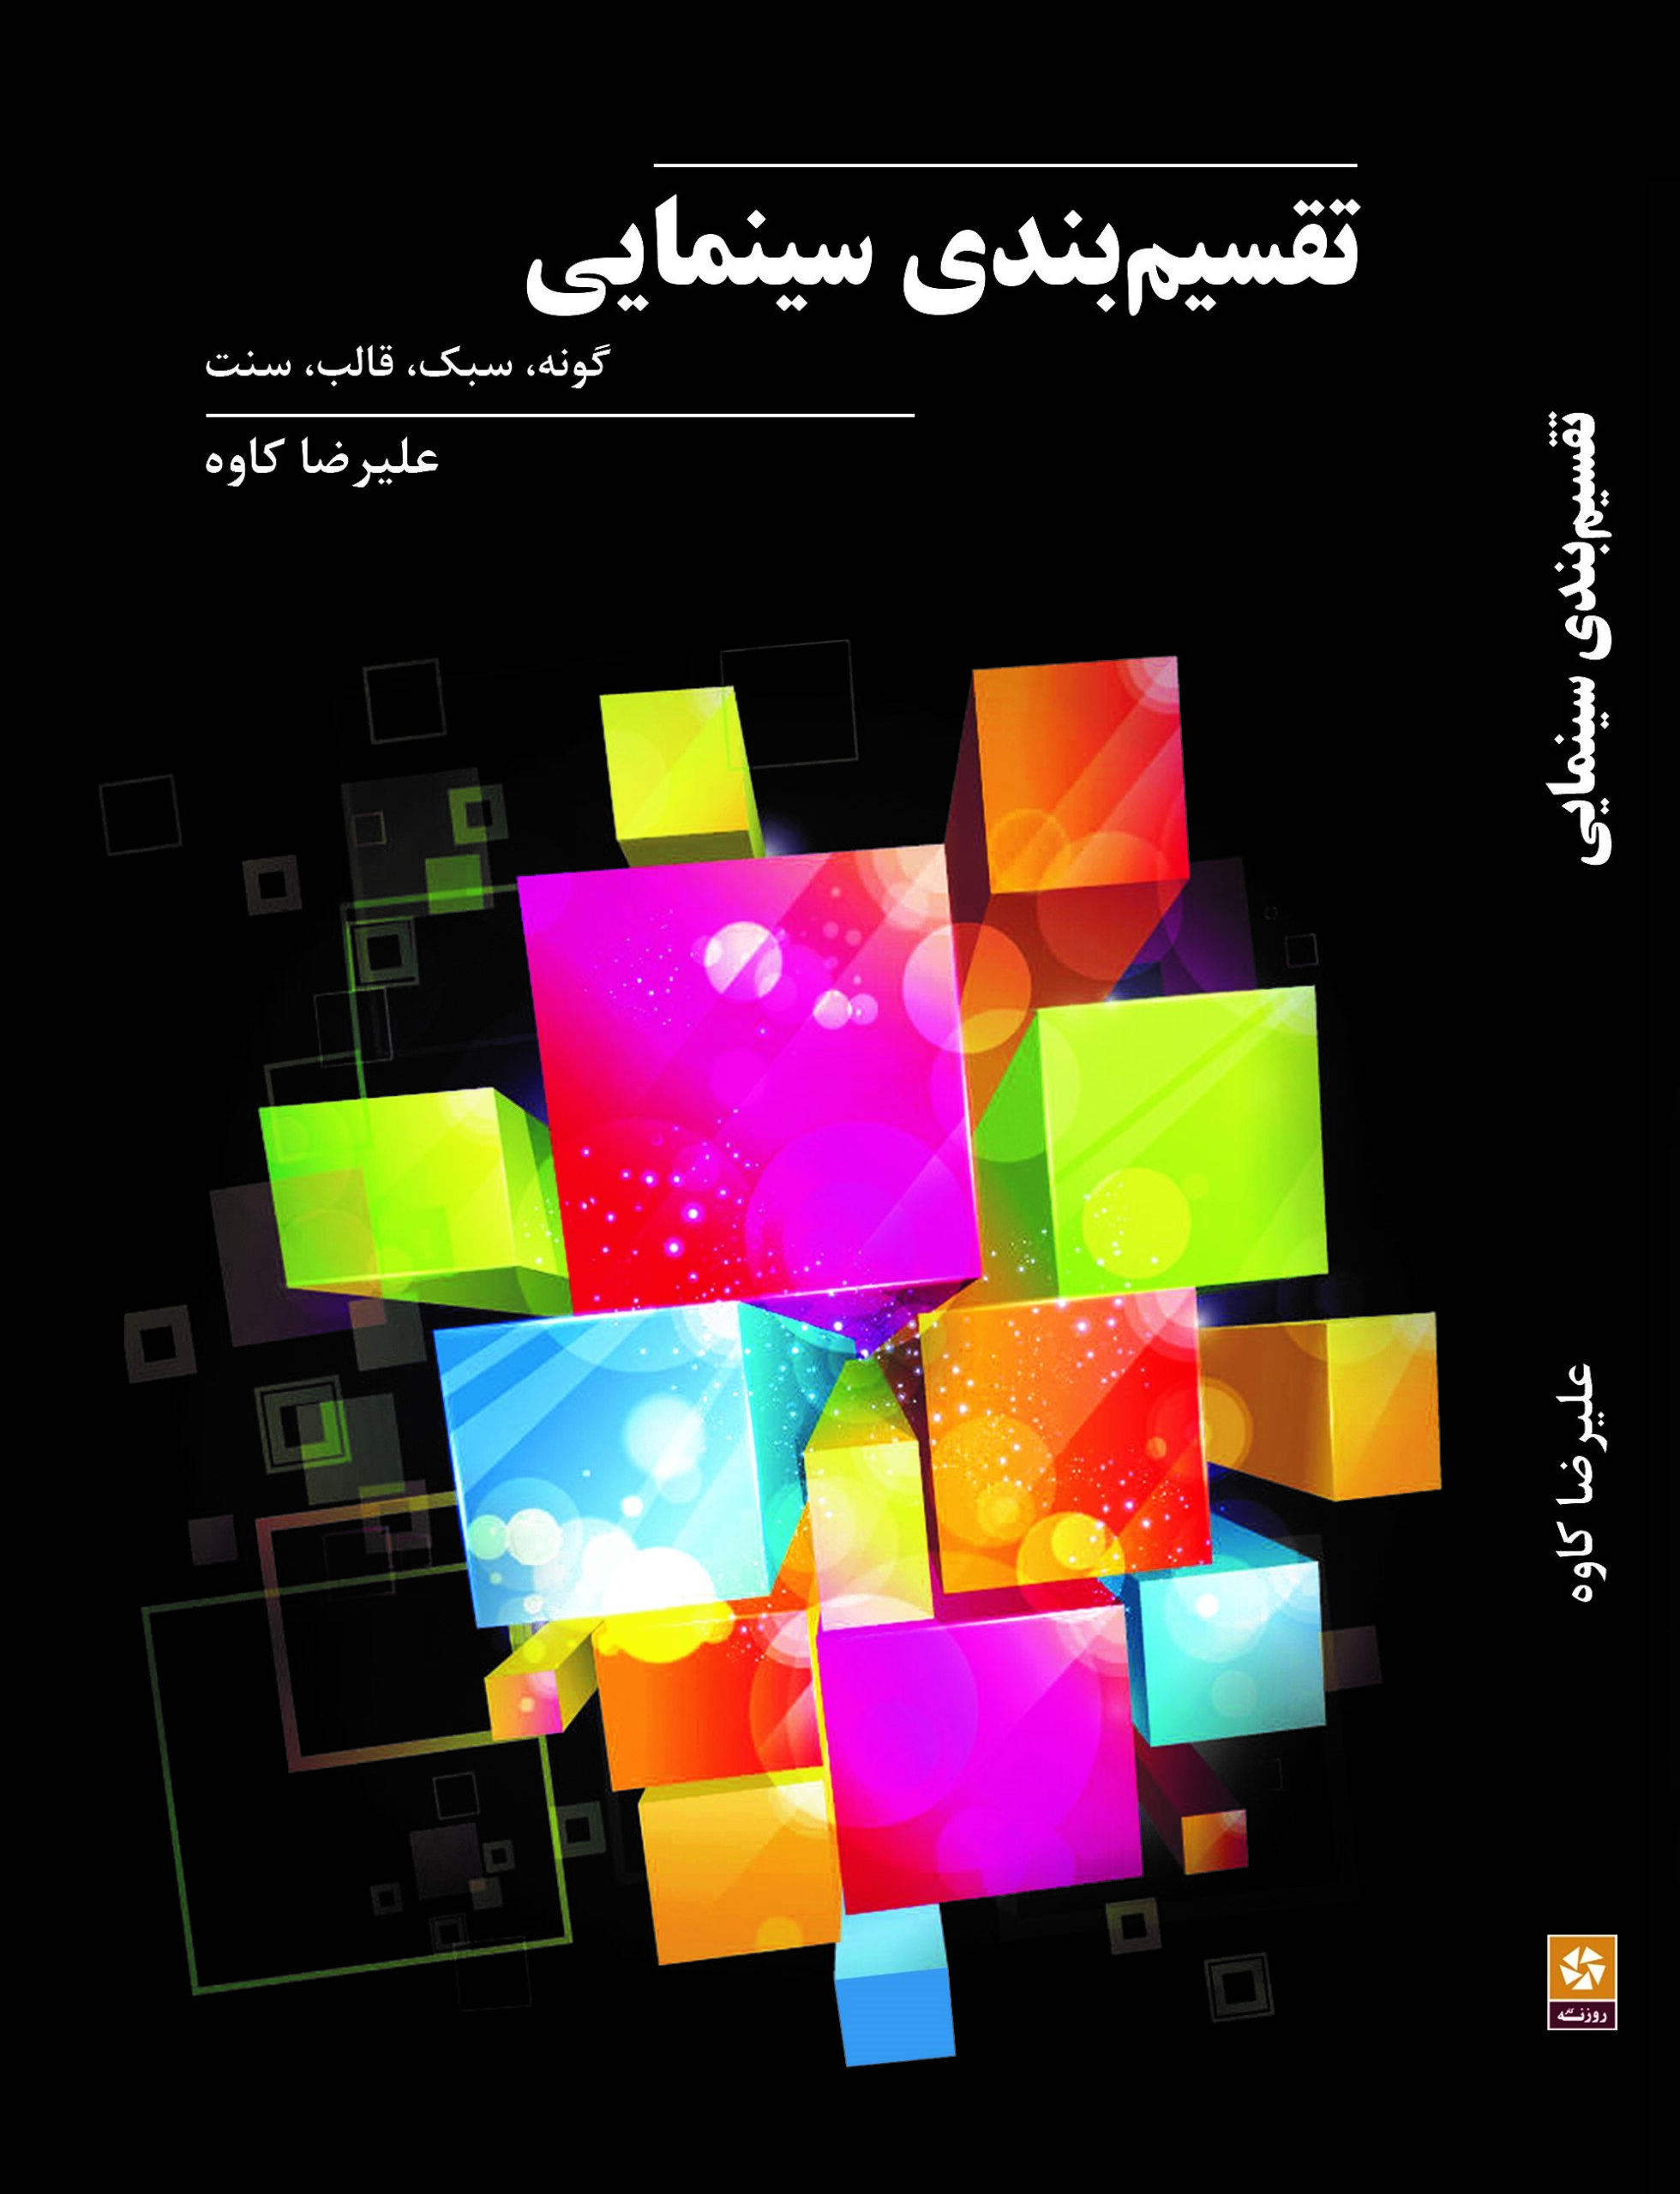 تقسیم‌بندی سینمایی
گونه، سبک، قالب، سنت
علیرضا کاوه
تقسیم‌بندی سینمایی
علیرضا کاوه
روزنه